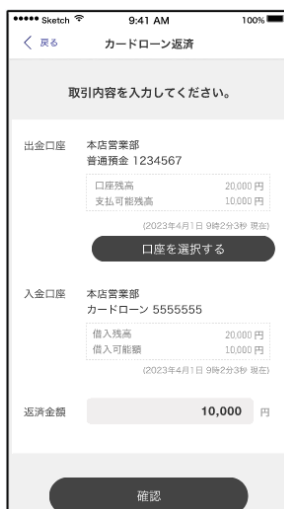 ●●●●● Sketch 9:41 AM 100%
戻る カードローン返済
取引内容を入力してください。
出金口座 本店営業部
普通預金 1234567
口座残高 20,000 円
支払可能残高 10,000 円
(2023年4月1日 9時2分3秒 現在)
口座を選択する
入金口座 本店営業部
カードローン 5555555
借入残高 20,000 円
借入可能額 10,000 円
(2023年4月1日 9時2分3秒 現在)
返済金額 10,000 円
確認